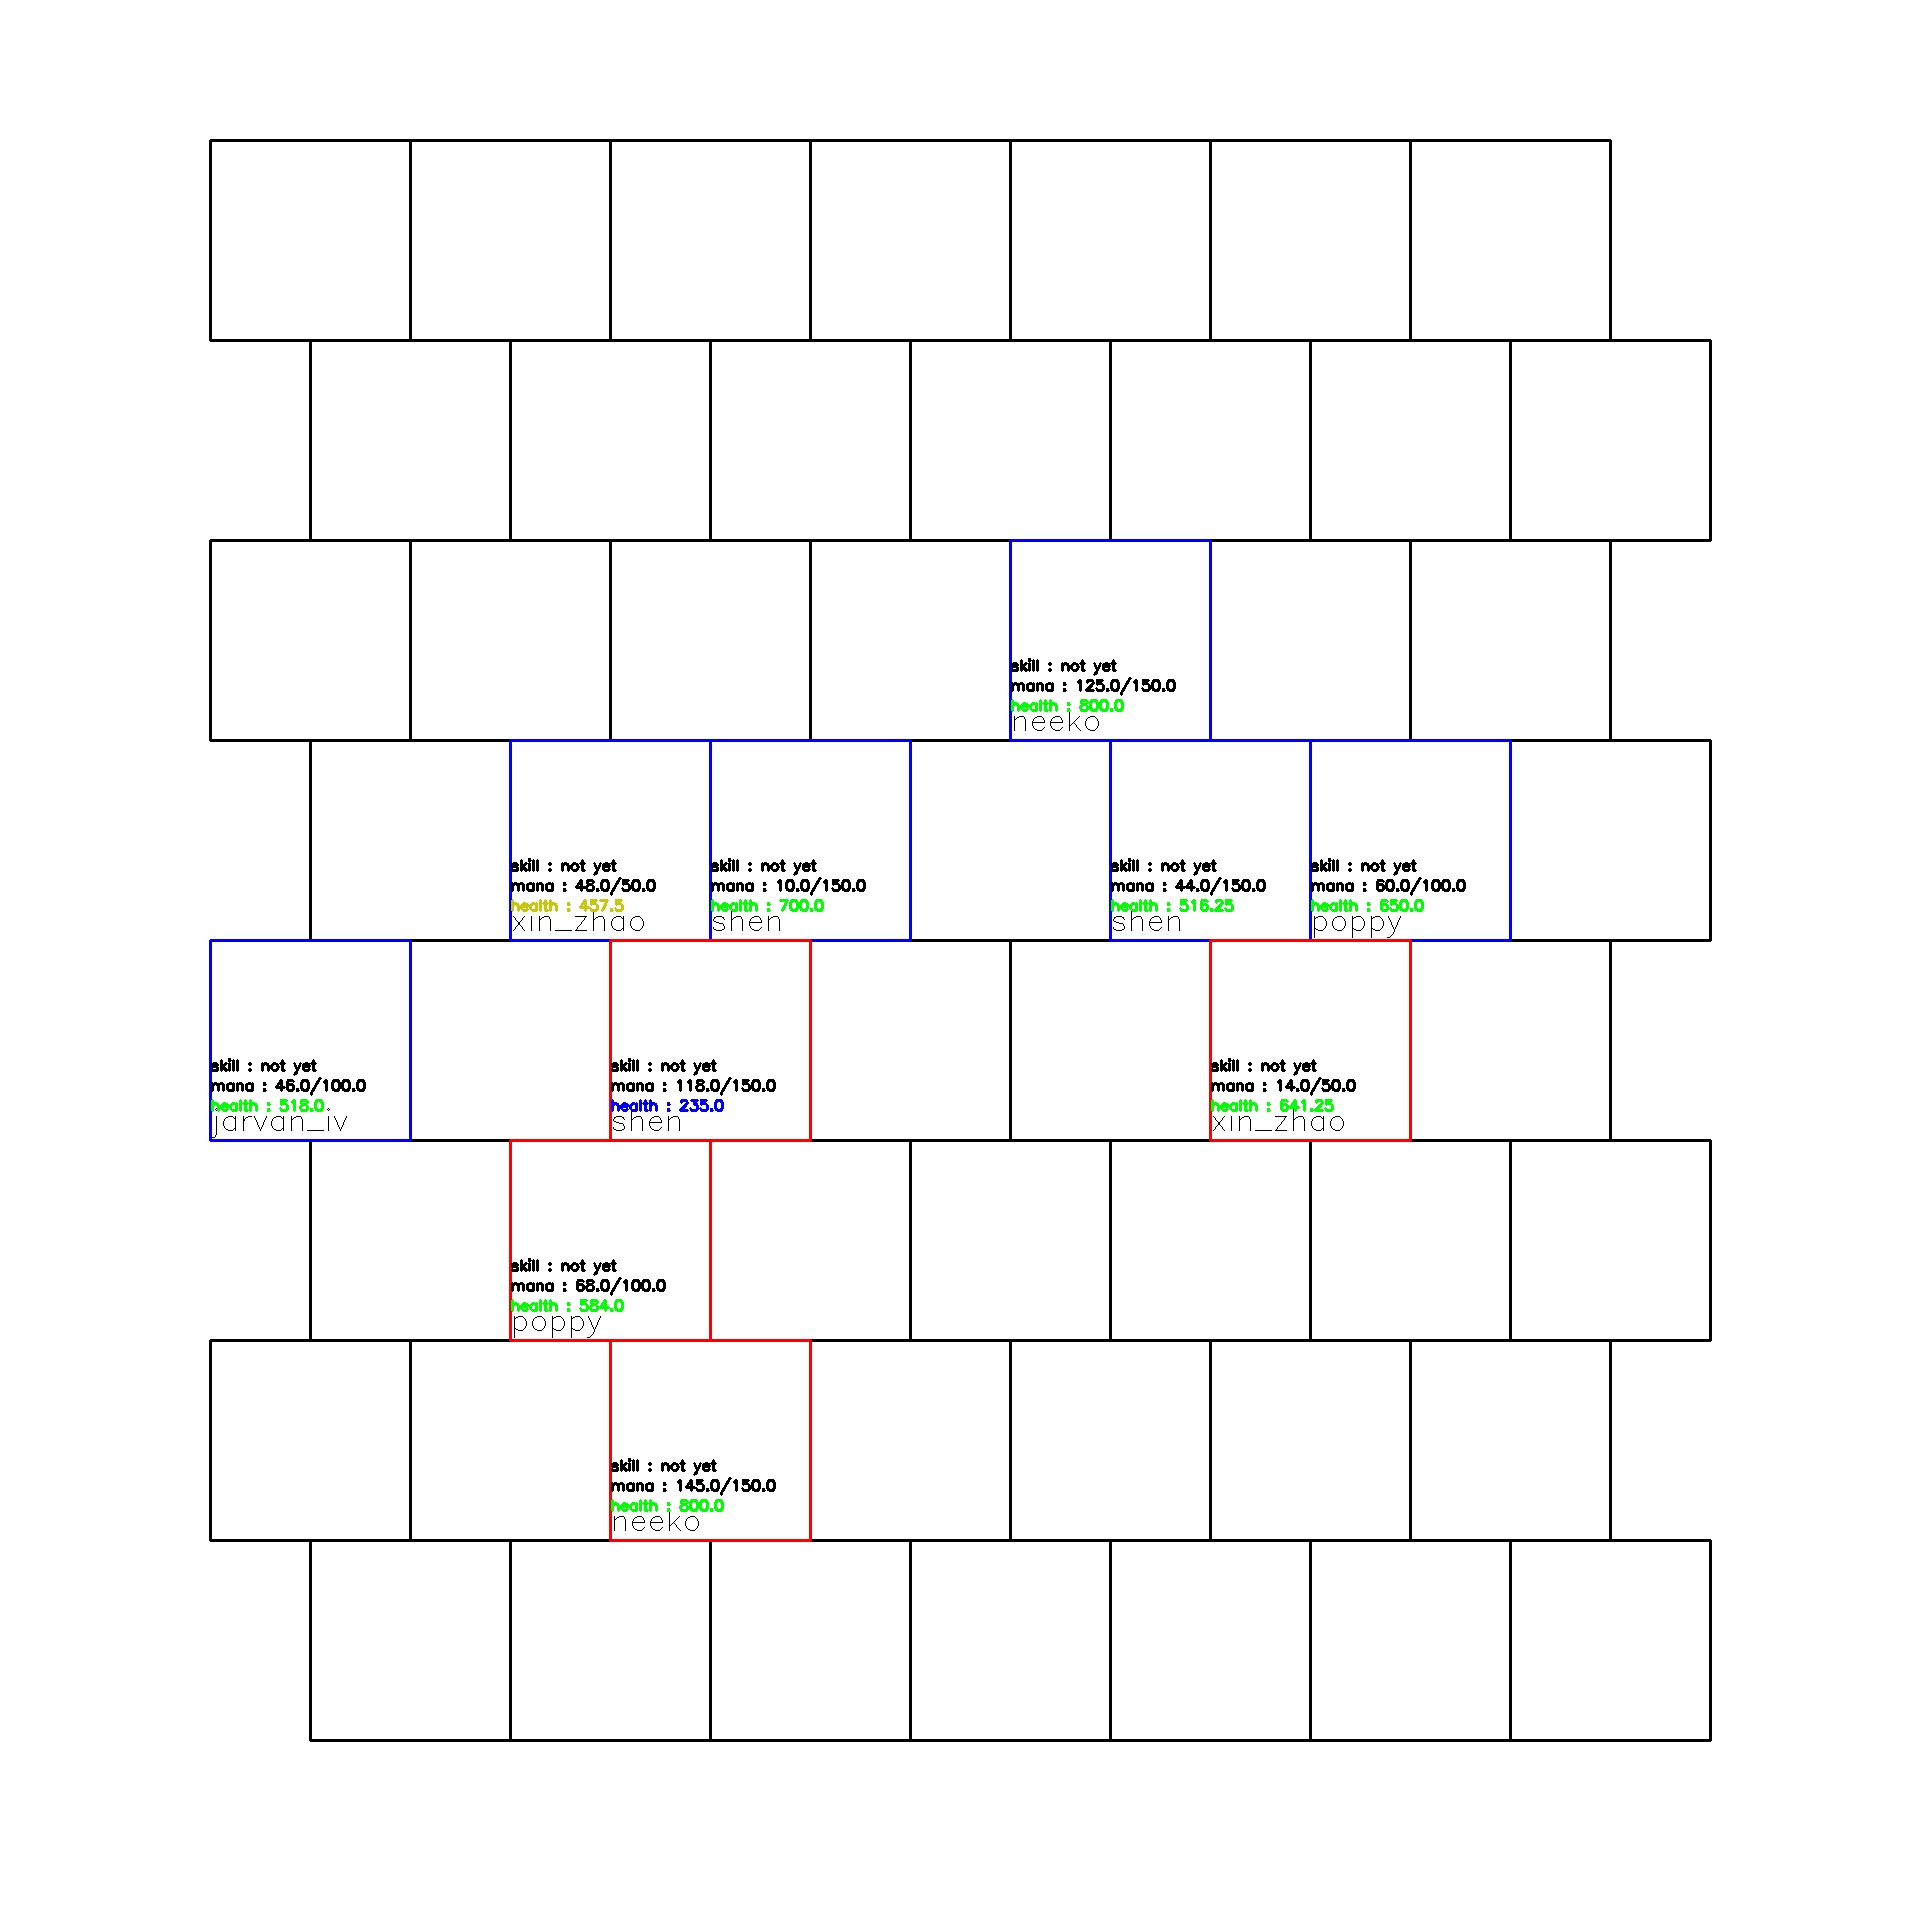 skill : not yet
mana : 125.0/150.0
health : 800.0
neeko
skill : not yet
mana : 48.0/50.0
health : 457.5
xin_zhao
skill : not yet
mana : 10.0/150.0
health : 700.0
shen
skill : not yet
mana : 44.0/150.0
health : 516.25
shen
skill : not yet
mana : 60.0/100.0
health : 650.0
poppy
skill : not yet
mana : 46.0/100.0
health : 518.0
jarvan_iv
skill : not yet
mana : 118.0/150.0
health : 235.0
shen
skill : not yet
mana : 14.0/50.0
health : 641.25
xin_zhao
skill : not yet
mana : 68.0/100.0
health : 584.0
poppy
skill : not yet
mana : 145.0/150.0
health : 800.0
neeko